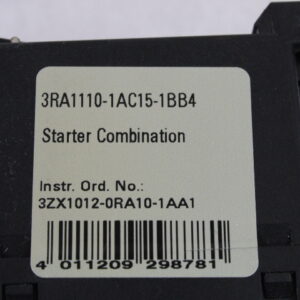 3RA1110-1AC15-1BB4
Starter Combination
Instr. Ord. No.:
3ZX1012-0RA10-1AA1
4 011209 298781